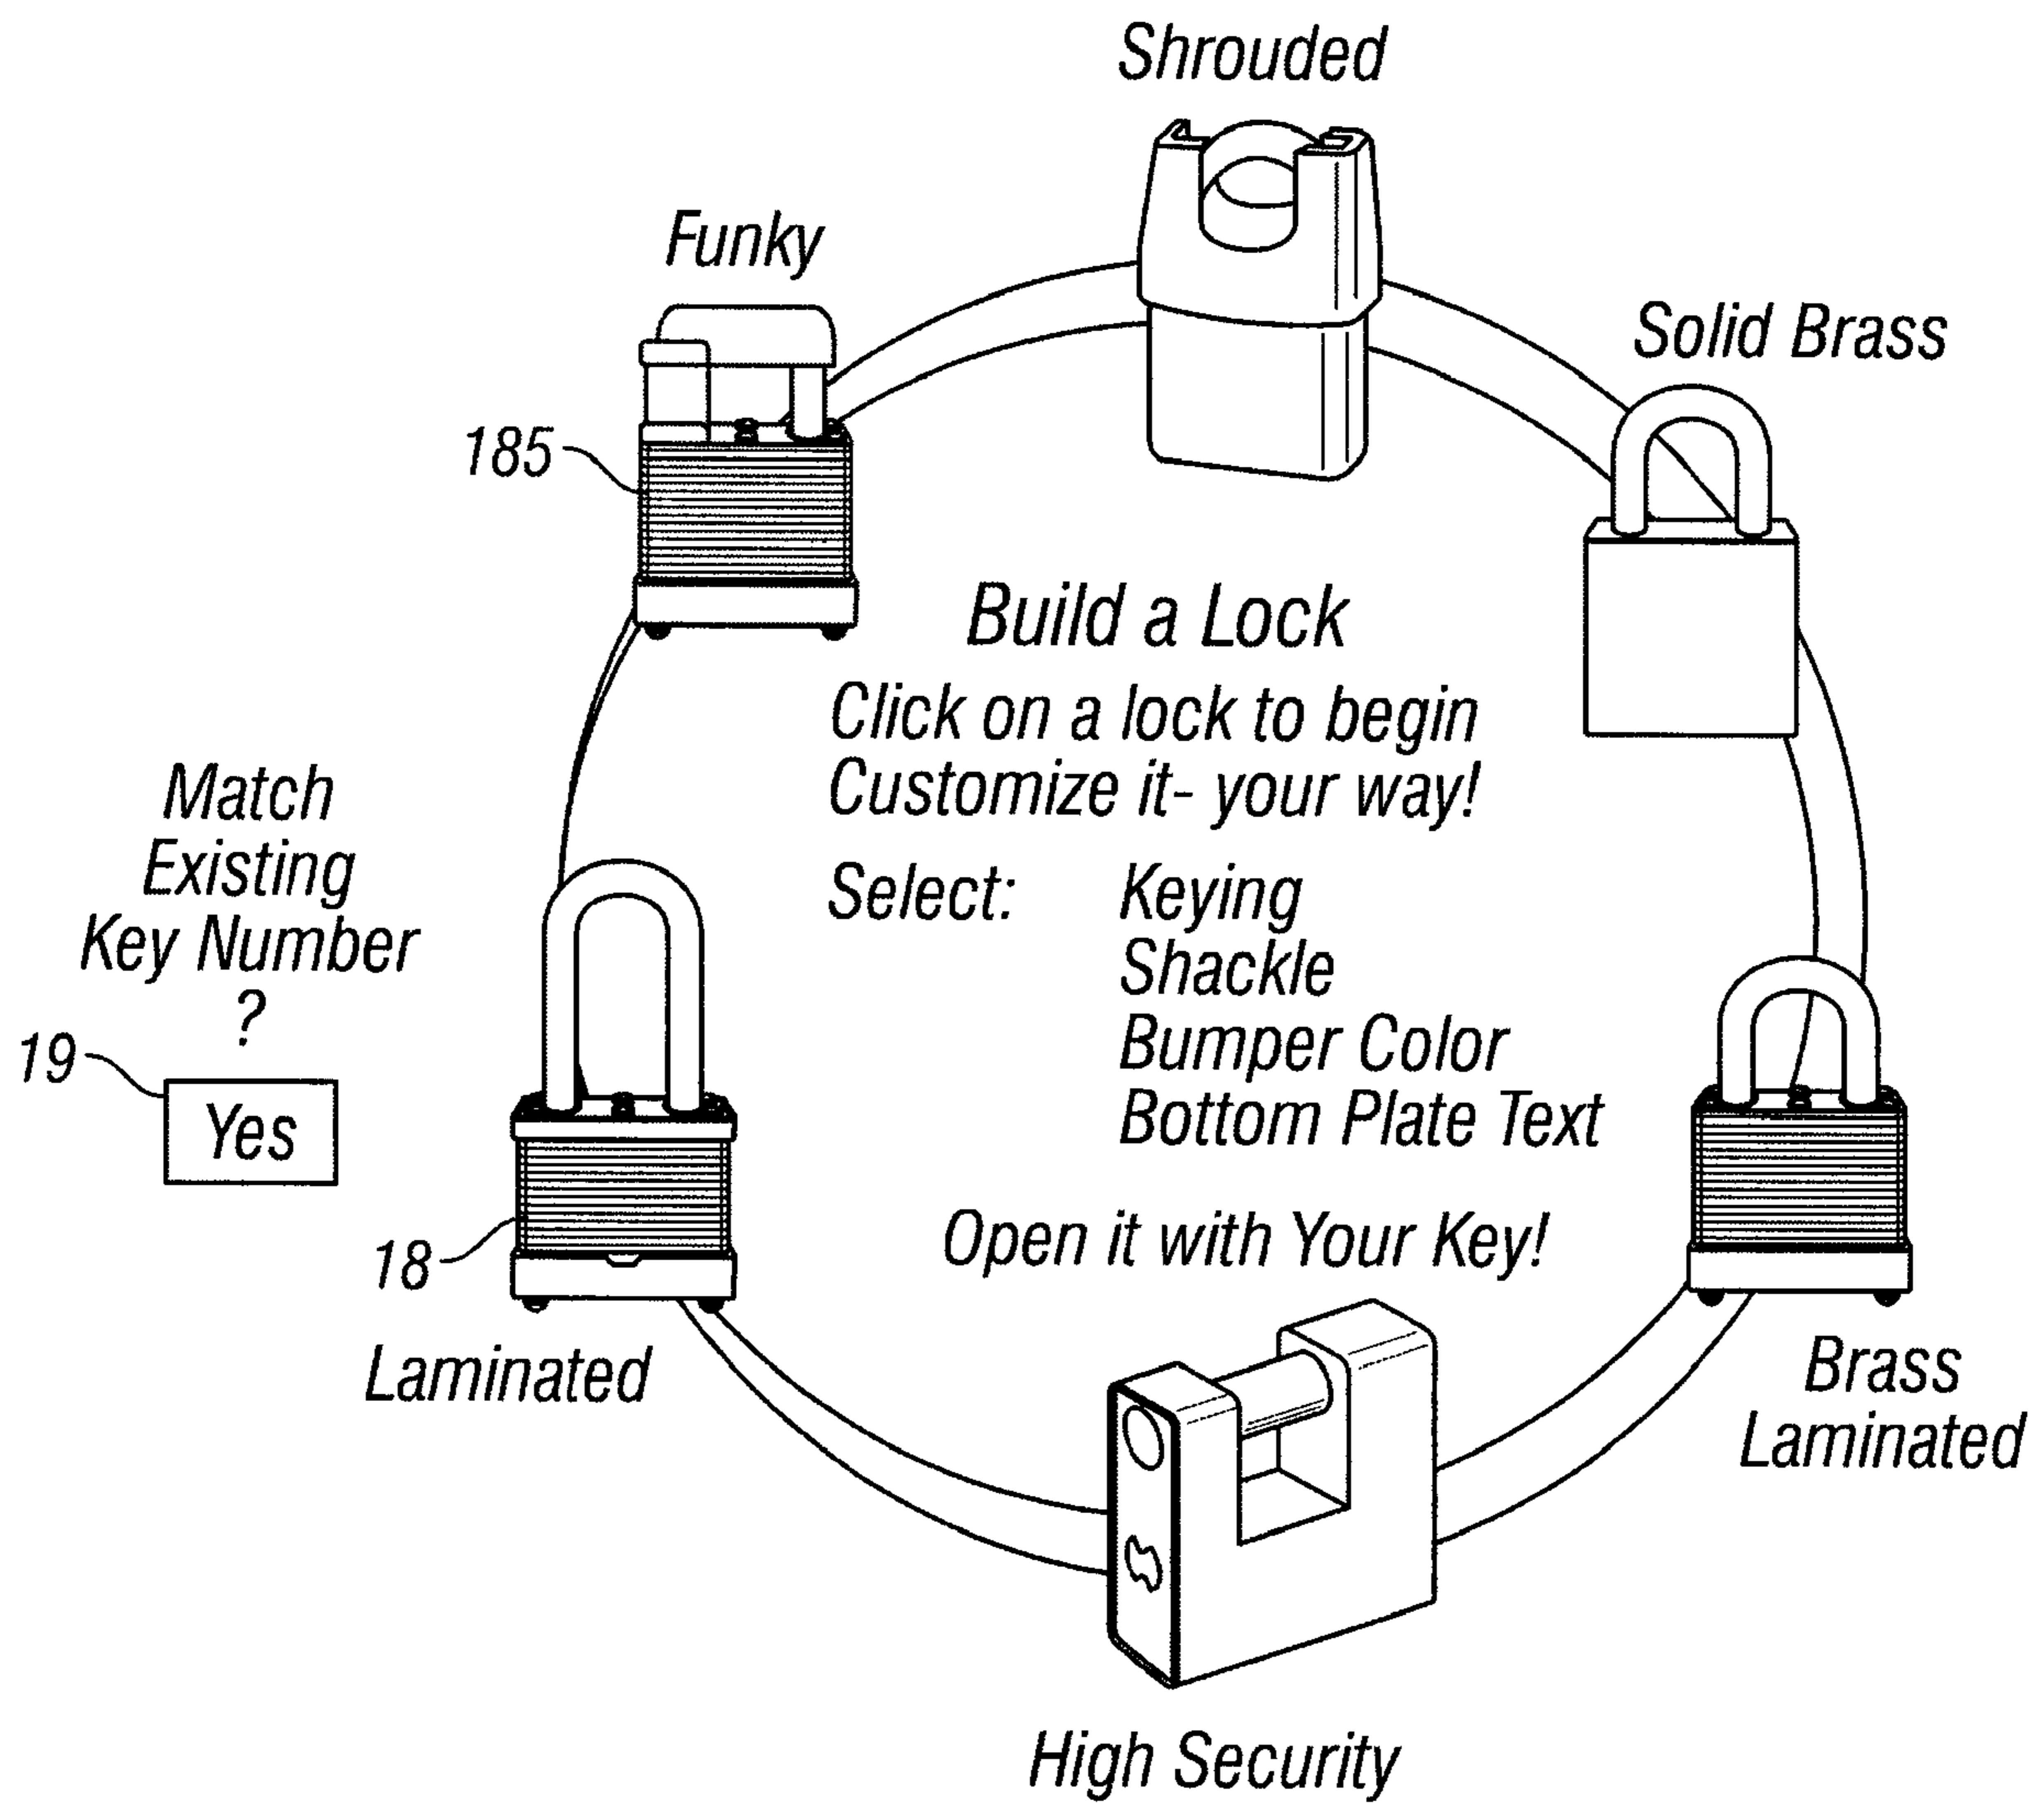 Shrouded
Funky
Solid Brass
185
Build a Lock
Click on a lock to begin
Customize it- your way!
Match
Existing
Key Number
?
19
Yes
Select: Keying
Shackle
Bumper Color
Bottom Plate Text
Open it with Your Key!
18
Laminated
Brass
Laminated
High Security